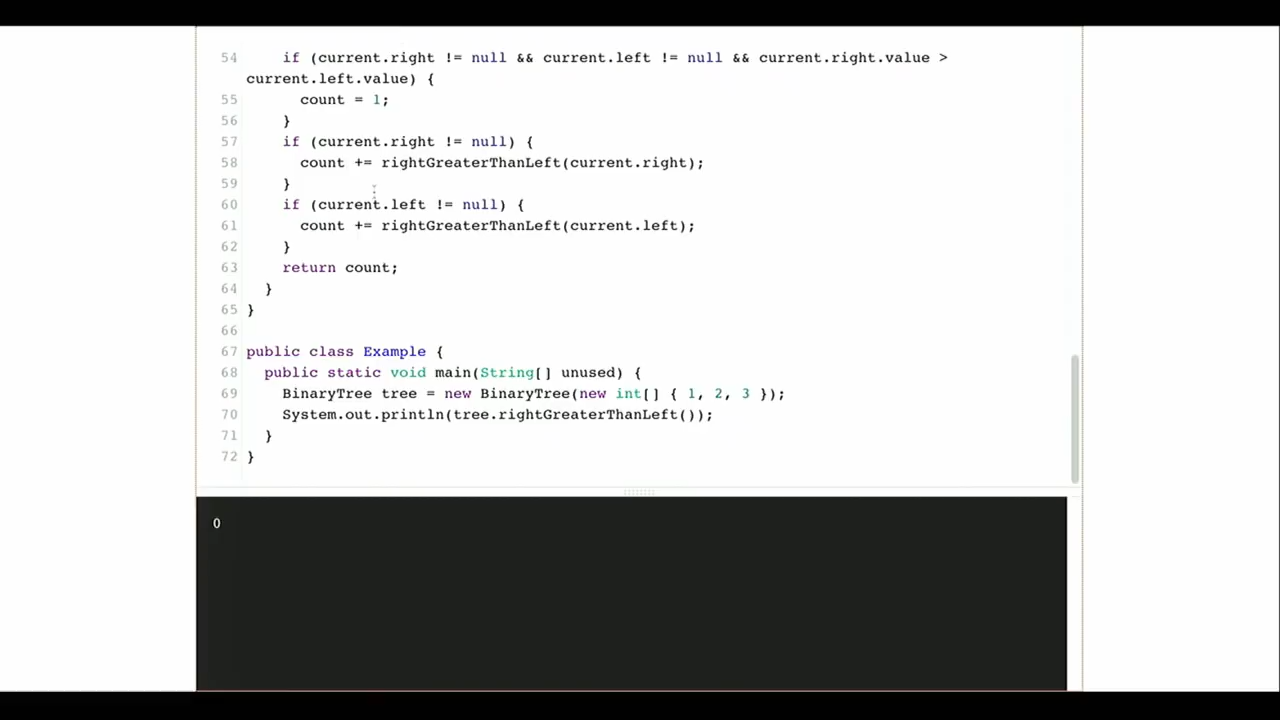 54    if (current.right != null && current.left != null && current.right.value >
current.left.value) {
55      count = 1;
56    }
57    if (current.right != null) {
58      count += rightGreaterThanLeft(current.right);
59    }
60    if (current.left != null) {
61      count += rightGreaterThanLeft(current.left);
62    }
63    return count;
64  }
65 }
66
67 public class Example {
68   public static void main(String[] unused) {
69     BinaryTree tree = new BinaryTree(new int[] { 1, 2, 3 });
70     System.out.println(tree.rightGreaterThanLeft());
71   }
72 }
0